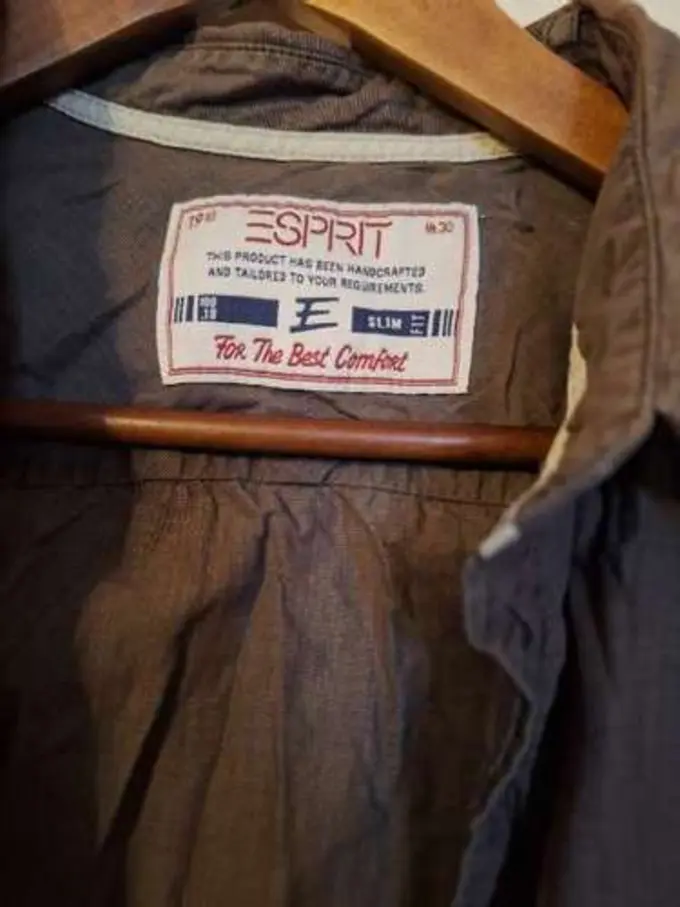 ESPRIT
THIS PRODUCT HAS BEEN HANDCRAFTED
AND TAILORED TO YOUR REQUIREMENTS.
E
SLIM FIT
FOR The Best Comfort